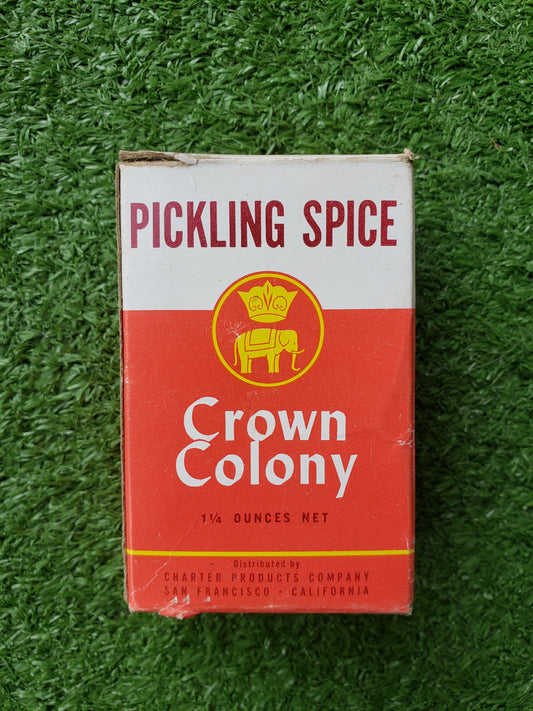 PICKLING SPICE
Crown
Colony
1¼ OUNCES NET
Distributed by
CHARTER PRODUCTS COMPANY
SAN FRANCISCO • CALIFORNIA